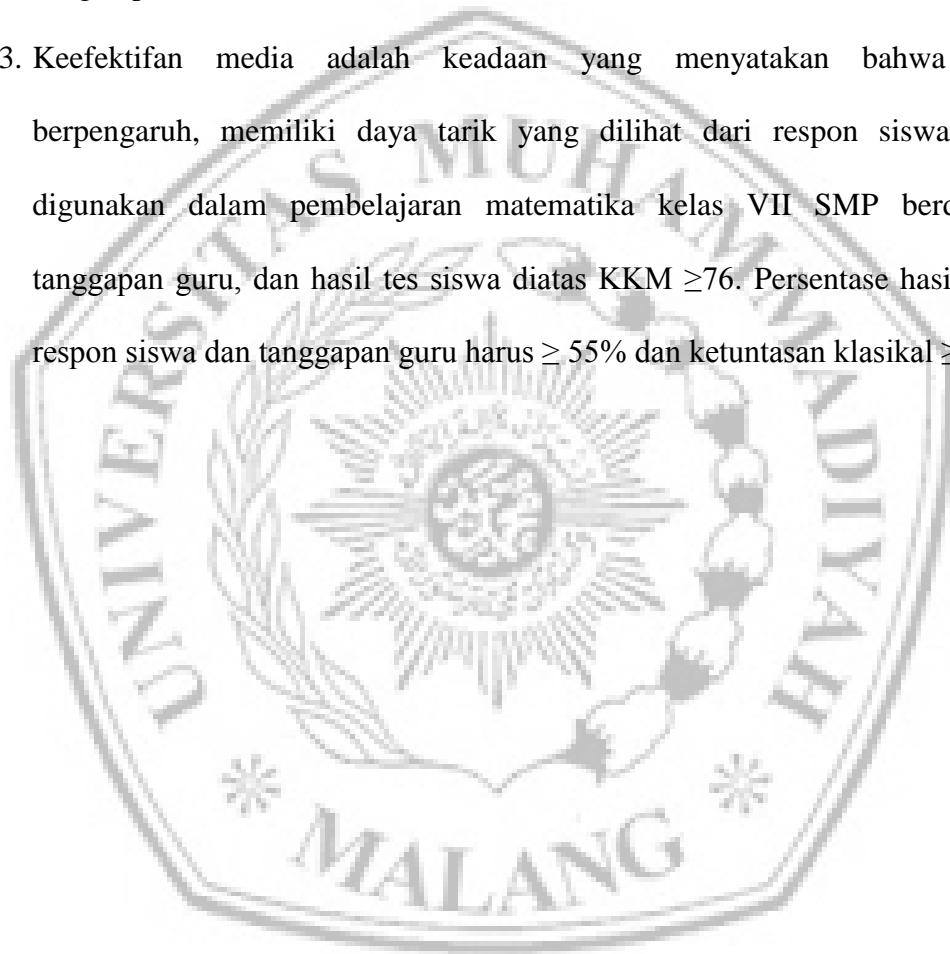 3. Keefektifan media adalah keadaan yang menyatakan bahwa
berpengaruh, memiliki daya tarik yang dilihat dari respon siswa
digunakan dalam pembelajaran matematika kelas VII SMP
tanggapan guru, dan hasil tes siswa diatas KKM ≥76. Persentase
respon siswa dan tanggapan guru harus ≥ 55% dan ketuntasan klasikal ≥
UNIVERSITAS MUHAMMADIYAH
* MALANG *